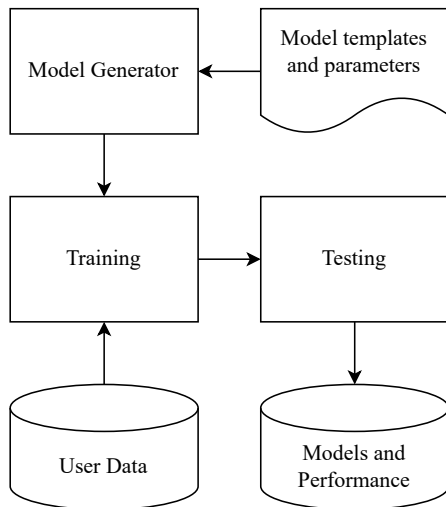 Model Generator
Model templates
and parameters
Training
Testing
User Data
Models and
Performance